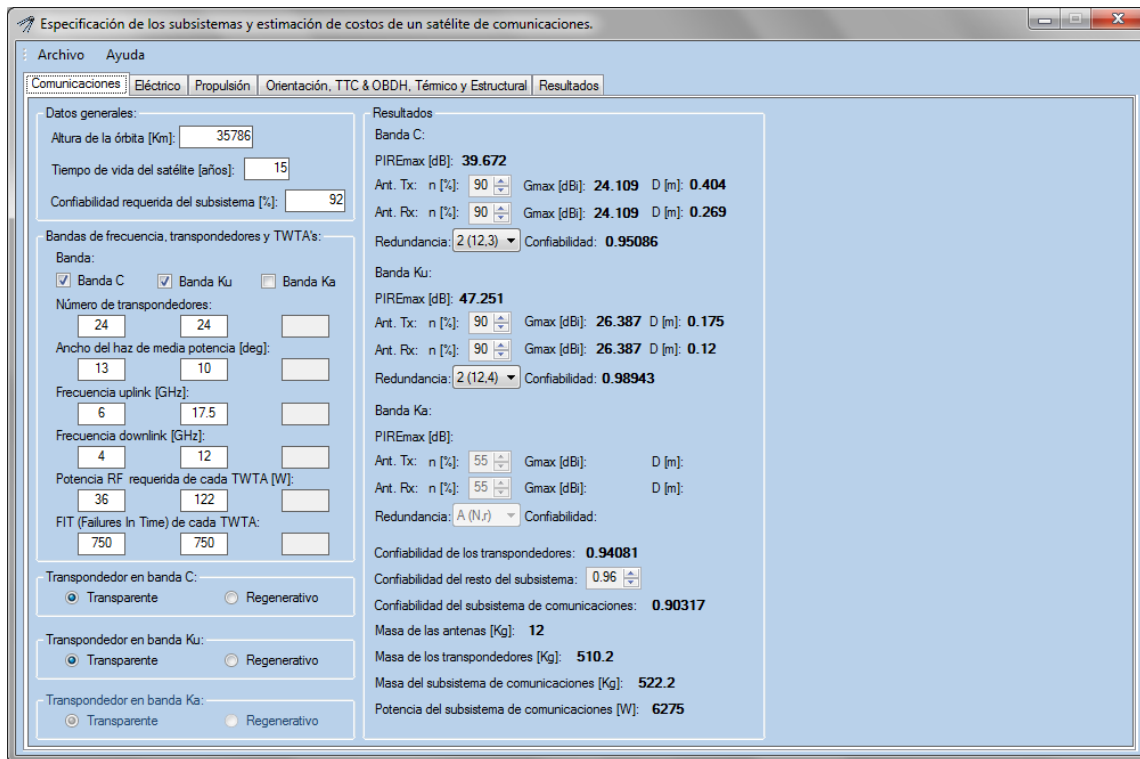 Especificación de los subsistemas y estimación de costos de un satélite de comunicaciones.
Archivo Ayuda
Comunicaciones Eléctrico Propulsión Orientación, TTC & OBDH, Térmico y Estructural Resultados
Datos generales:
Altura de la órbita [Km]: 35786
Tiempo de vida del satélite [años]: 15
Confiabilidad requerida del subsistema [%]: 92
Bandas de frecuencia, transpondedores y TWTA's:
Banda:
Banda C Banda Ku Banda Ka
Número de transpondedores:
24 24
Ancho del haz de media potencia [deg]:
13 10
Frecuencia uplink [GHz]:
6 17.5
Frecuencia downlink [GHz]:
4 12
Potencia RF requerida de cada TWTA [W]:
36 122
FIT (Failures In Time) de cada TWTA:
750 750
Transpondedor en banda C:
Transparente Regenerativo
Transpondedor en banda Ku:
Transparente Regenerativo
Transpondedor en banda Ka:
Transparente Regenerativo
Resultados
Banda C:
PIREmax [dB]: 39.672
Ant. Tx: n [%]: 90 Gmax [dBi]: 24.109 D [m]: 0.404
Ant. Rx: n [%]: 90 Gmax [dBi]: 24.109 D [m]: 0.269
Redundancia: 2 (12,3) Confiabilidad: 0.95086
Banda Ku:
PIREmax [dB]: 47.251
Ant. Tx: n [%]: 90 Gmax [dBi]: 26.387 D [m]: 0.175
Ant. Rx: n [%]: 90 Gmax [dBi]: 26.387 D [m]: 0.12
Redundancia: 2 (12,4) Confiabilidad: 0.98943
Banda Ka:
PIREmax [dB]:
Ant. Tx: n [%]: 55 Gmax [dBi]: D [m]:
Ant. Rx: n [%]: 55 Gmax [dBi]: D [m]:
Redundancia: A (N,r) Confiabilidad:
Confiabilidad de los transpondedores: 0.94081
Confiabilidad del resto del subsistema: 0.96
Confiabilidad del subsistema de comunicaciones: 0.90317
Masa de las antenas [Kg]: 12
Masa de los transpondedores [Kg]: 510.2
Masa del subsistema de comunicaciones [Kg]: 522.2
Potencia del subsistema de comunicaciones [W]: 6275